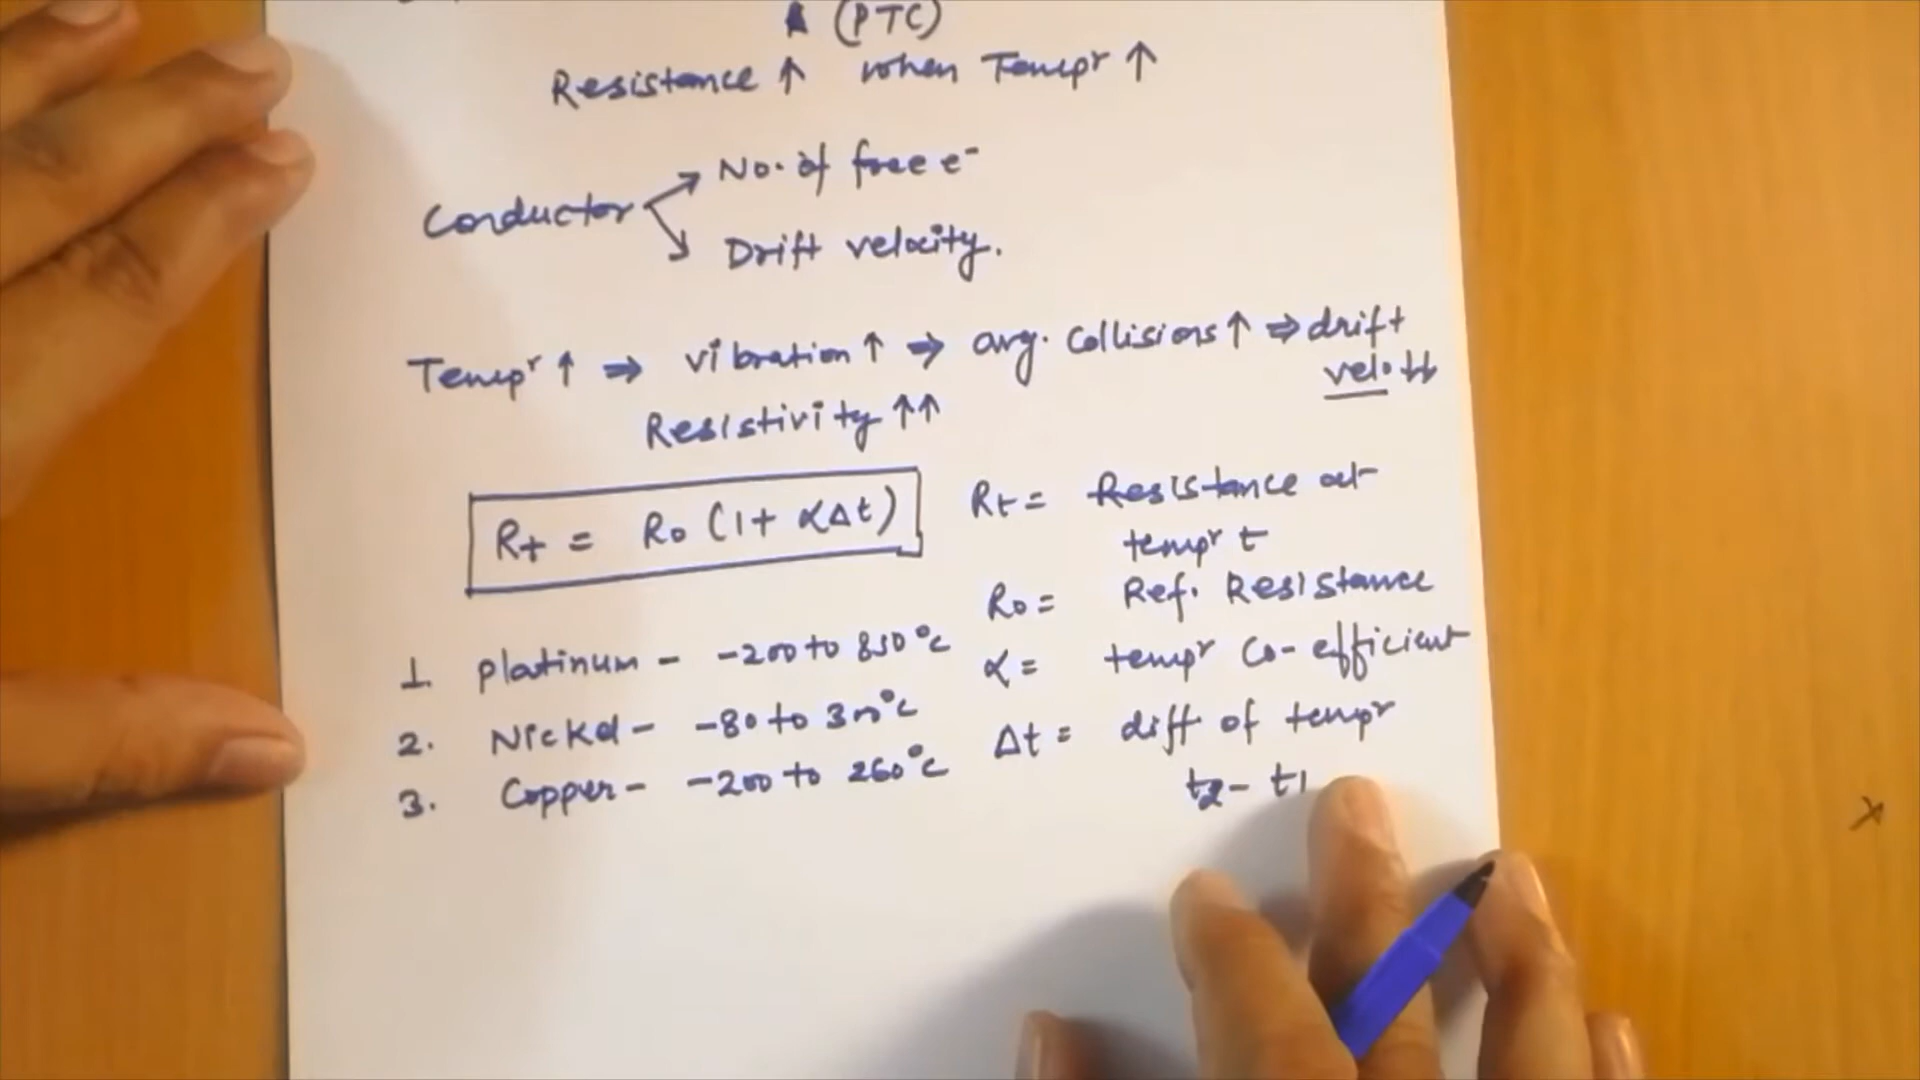 (PTC)
Resistance ↑ when Tempr ↑
Conductor
No. of free e⁻
Drift velocity.
Tempr ↑ ⇒ vibration ↑ ⇒ avg. Collisions ↑ ⇒ drift
velo ↓↓
Resistivity ↑↑
Rt = Ro (1+ αΔt)
Rt = Resistance at
tempr t
Ro = Ref. Resistance
α = tempr Co-efficient
Δt = diff of tempr
t2 - t1
1. Platinum - -200 to 850°c
2. Nickel - -80 to 300°c
3. Copper - -200 to 260°c